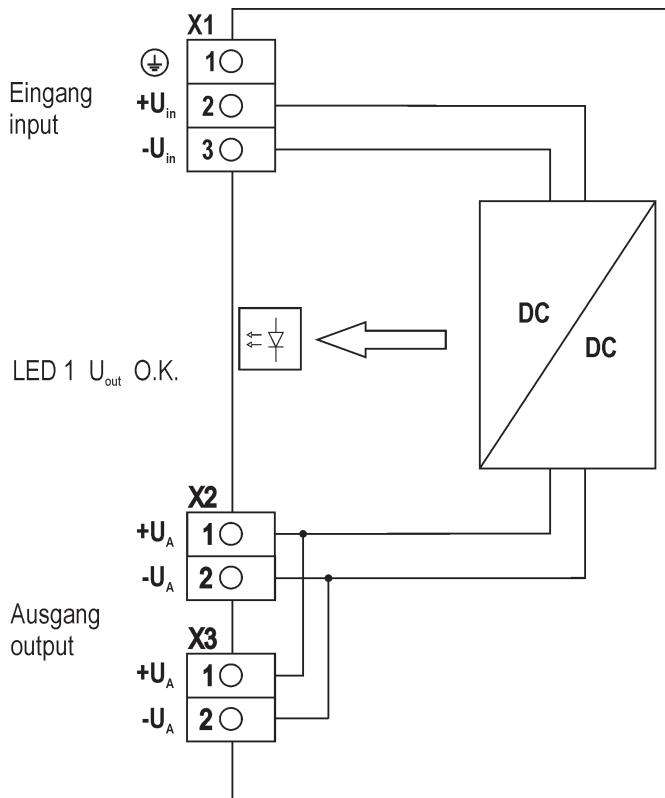 X1
1
Eingang
input
+Uin 2
-Uin 3
DC
DC
LED 1 Uout O.K.
X2
+UA 1
-UA 2
Ausgang
output
X3
+UA 1
-UA 2